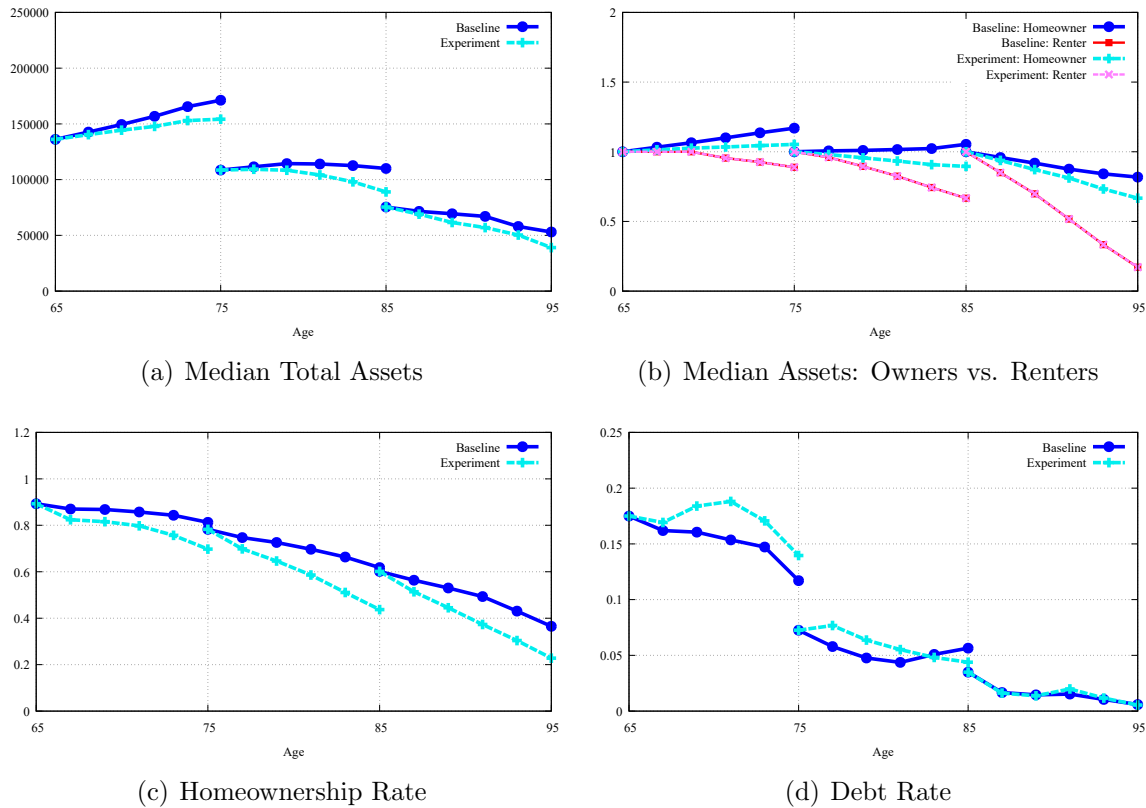 250000
200000
150000
100000
50000
0
65
75
85
95
Age
Baseline
Experiment
(a) Median Total Assets
2
1.5
1
0.5
0
65
75
85
95
Age
Baseline: Homeowner
Baseline: Renter
Experiment: Homeowner
Experiment: Renter
(b) Median Assets: Owners vs. Renters
1.2
1
0.8
0.6
0.4
0.2
0
65
75
85
95
Age
Baseline
Experiment
(c) Homeownership Rate
0.25
0.2
0.15
0.1
0.05
0
65
75
85
95
Age
Baseline
Experiment
(d) Debt Rate